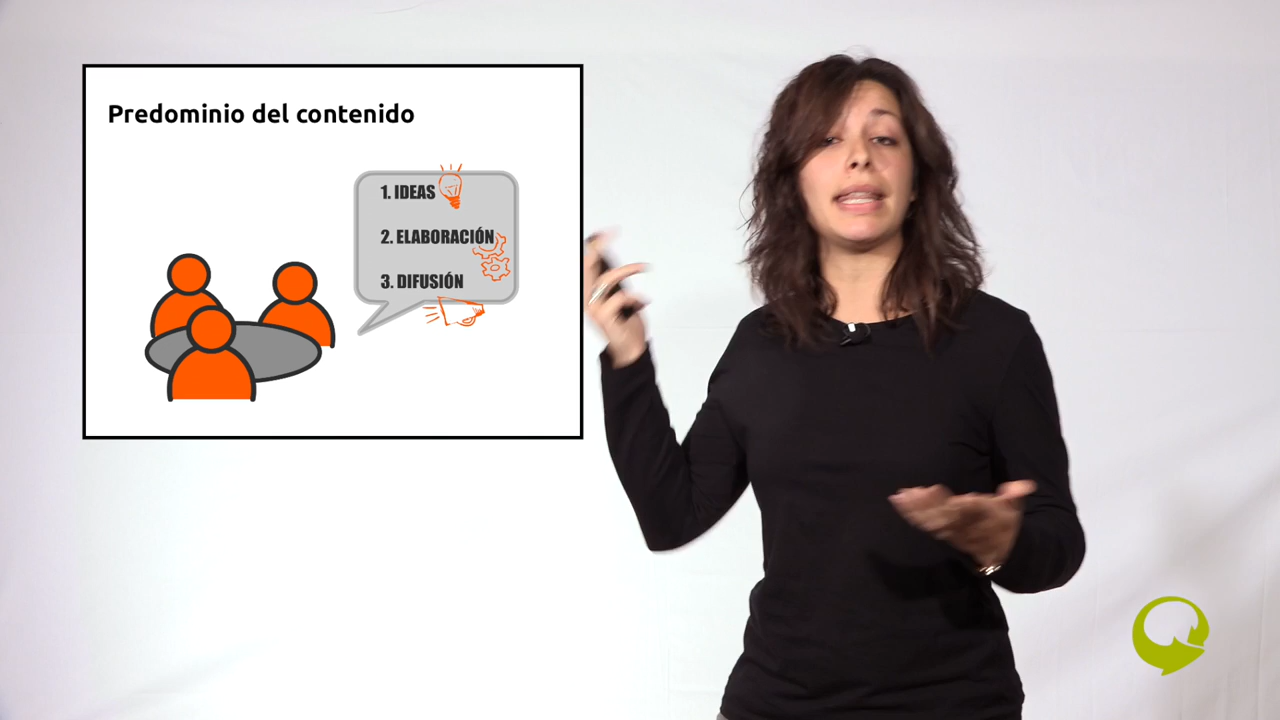 Predominio del contenido
1. IDEAS
2. ELABORACIÓN
3. DIFUSIÓN